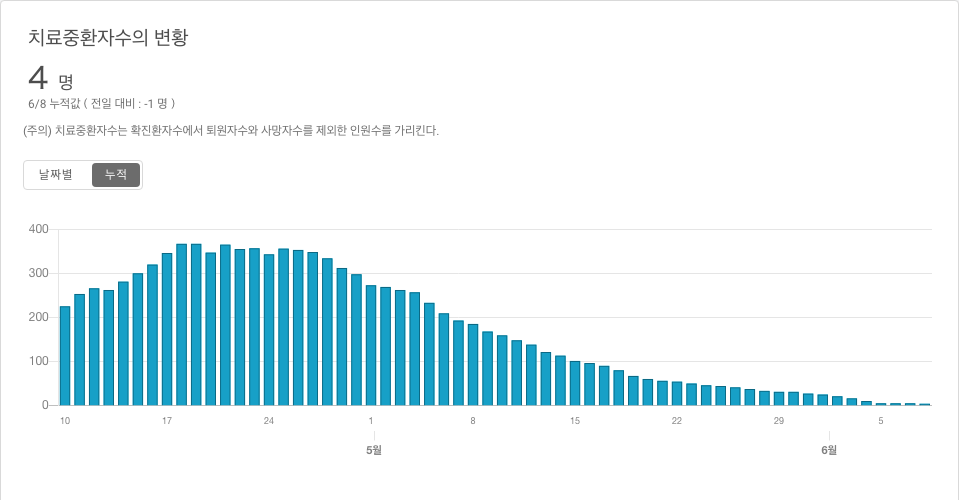 치료중환자수의 변황
4 명
6/8 누적값 ( 전일 대비 : -1 명 )
(주의) 치료중환자수는 확진환자수에서 퇴원자수와 사망자수를 제외한 인원수를 가리킨다.
날짜별 누적
400
300
200
100
0
10 17 24 1 8 15 22 29 5
5월 6월